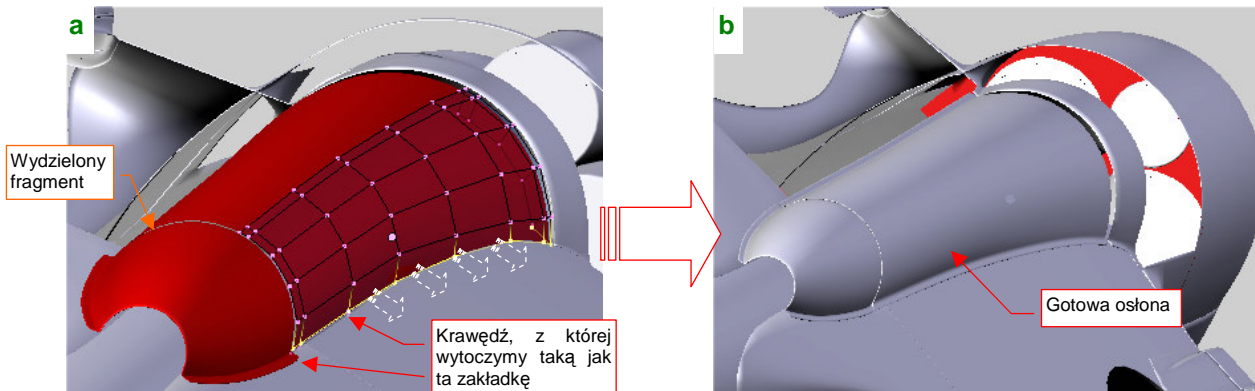 a
b
Wydzielony
fragment
Krawędź, z której
wytoczymy taką jak
ta zakładkę
Gotowa osłona